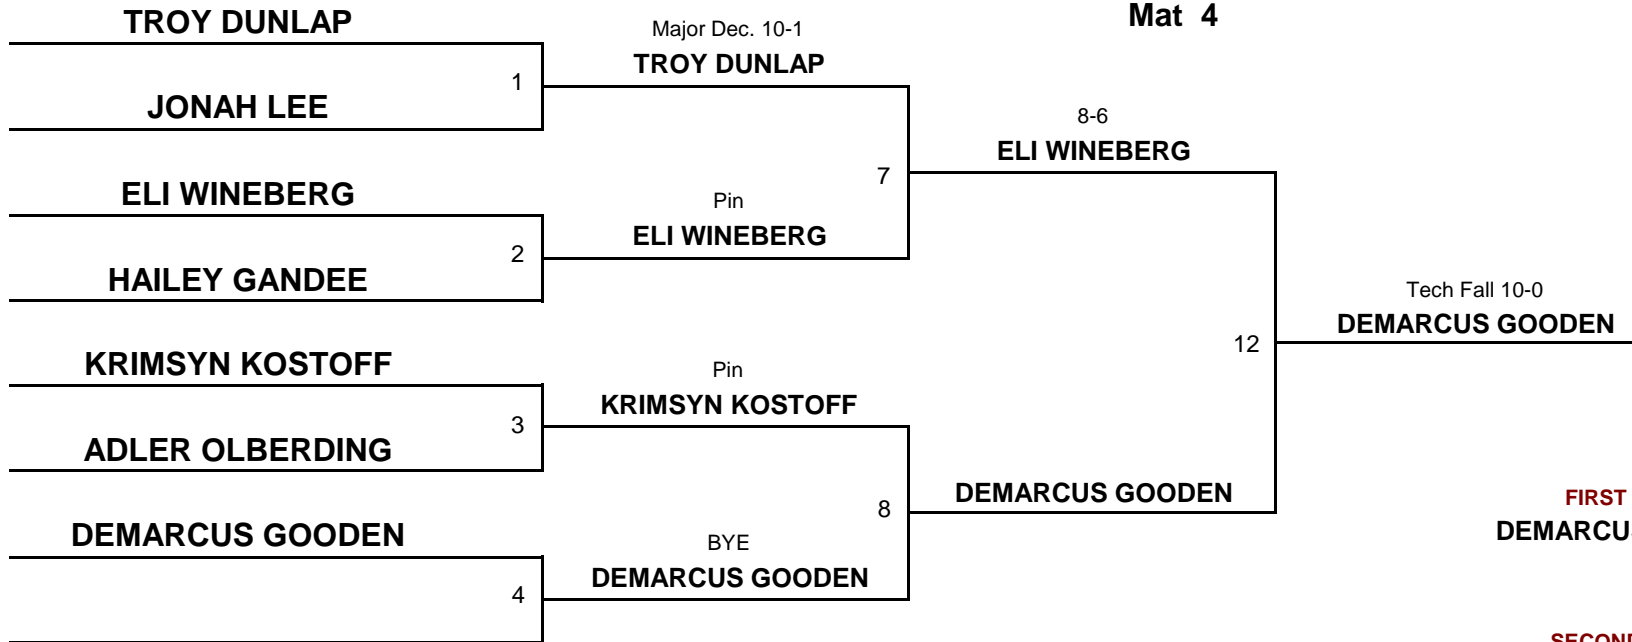 TROY DUNLAP
JONAH LEE
ELI WINEBERG
HAILEY GANDEE
KRIMSYN KOSTOFF
ADLER OLBERDING
DEMARCUS GOODEN
1
2
3
4
Major Dec. 10-1
TROY DUNLAP
Pin
ELI WINEBERG
Pin
KRIMSYN KOSTOFF
BYE
DEMARCUS GOODEN
7
8
8-6
ELI WINEBERG
DEMARCUS GOODEN
12
Mat 4
Tech Fall 10-0
DEMARCUS GOODEN
FIRST
DEMARCUS